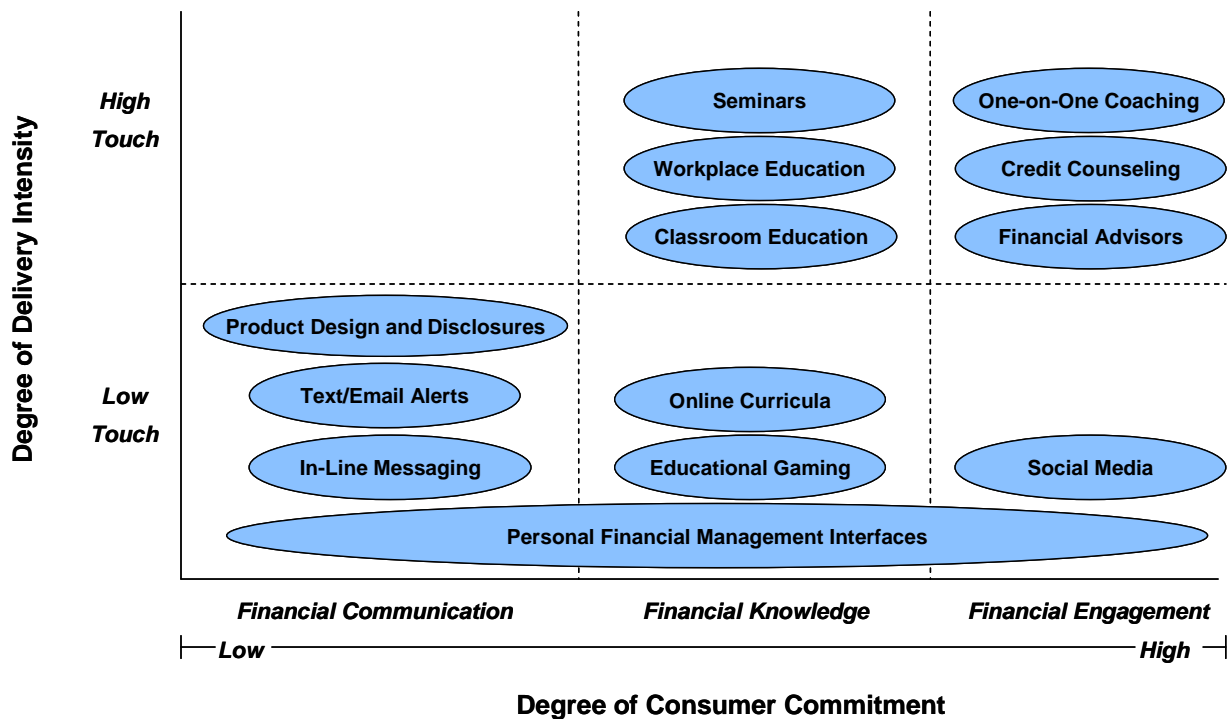 Degree of Delivery Intensity
High
Touch
Seminars
One-on-One Coaching
Workplace Education
Credit Counseling
Classroom Education
Financial Advisors
Product Design and Disclosures
Low
Touch
Text/Email Alerts
Online Curricula
In-Line Messaging
Educational Gaming
Social Media
Personal Financial Management Interfaces
Financial Communication
Financial Knowledge
Financial Engagement
Low
High
Degree of Consumer Commitment